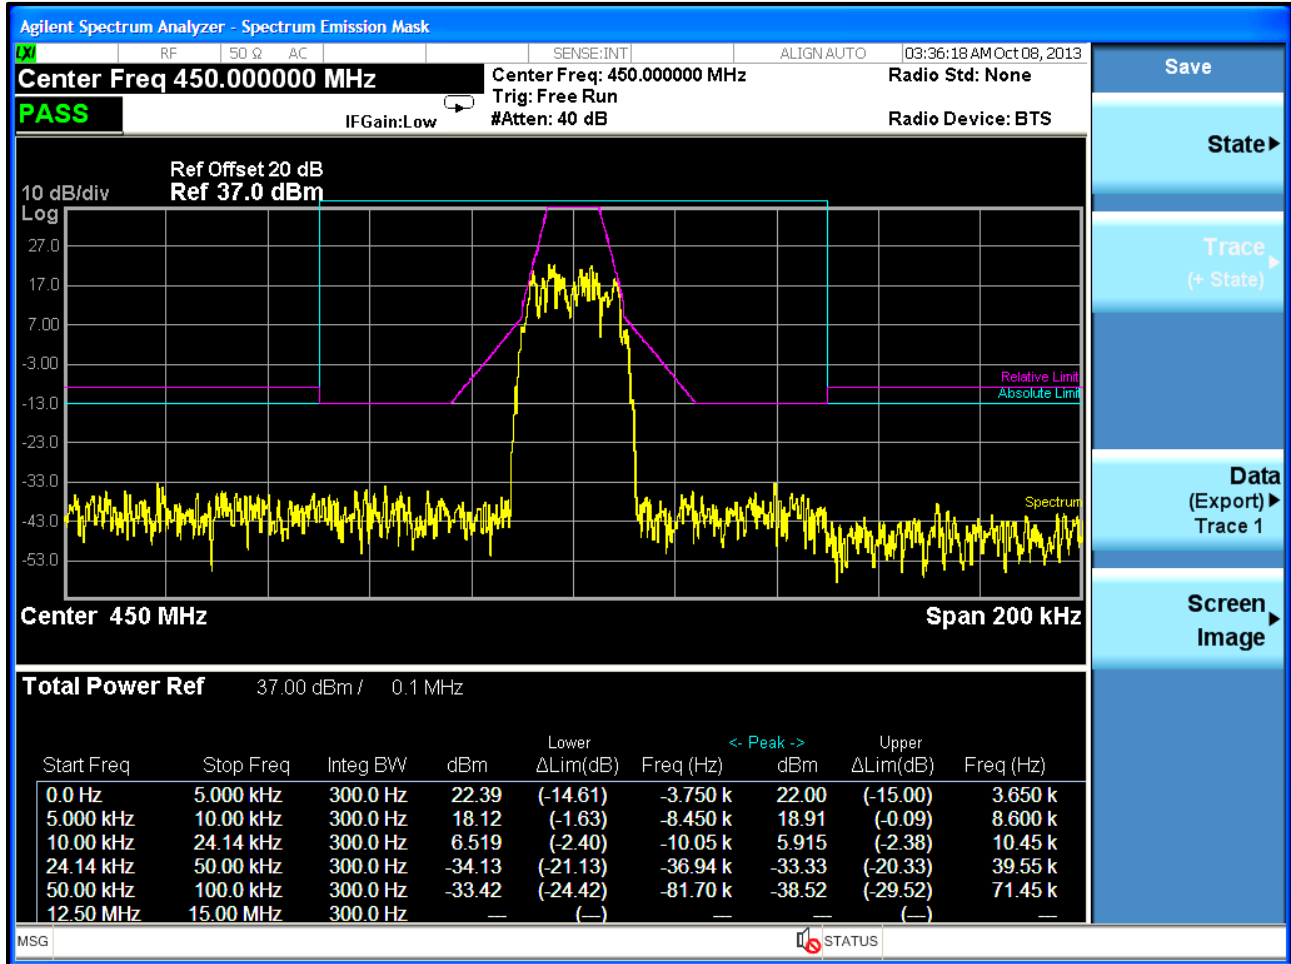 Agilent Spectrum Analyzer - Spectrum Emission Mask
LXI RF 50 Ω AC SENSE:INT ALIGN AUTO 03:36:18 AM Oct 08, 2013
Center Freq 450.000000 MHz
Center Freq: 450.000000 MHz
Radio Std: None
Trig: Free Run
PASS
IFGain:Low
#Atten: 40 dB
Radio Device: BTS
Ref Offset 20 dB
10 dB/div Ref 37.0 dBm
Log
27.0
17.0
7.00
-3.00
Relative Limit
Absolute Limit
-13.0
-23.0
-33.0
Spectrum
-43.0
-53.0
Center 450 MHz Span 200 kHz
Total Power Ref 37.00 dBm / 0.1 MHz
Lower <- Peak -> Upper
Start Freq Stop Freq Integ BW dBm ΔLim(dB) Freq (Hz) dBm ΔLim(dB) Freq (Hz)
0.0 Hz 5.000 kHz 300.0 Hz 22.39 (-14.61) -3.750 k 22.00 (-15.00) 3.650 k
5.000 kHz 10.00 kHz 300.0 Hz 18.12 (-1.63) -8.450 k 18.91 (-0.09) 8.600 k
10.00 kHz 24.14 kHz 300.0 Hz 6.519 (-2.40) -10.05 k 5.915 (-2.38) 10.45 k
24.14 kHz 50.00 kHz 300.0 Hz -34.13 (-21.13) -36.94 k -33.33 (-20.33) 39.55 k
50.00 kHz 100.0 kHz 300.0 Hz -33.42 (-24.42) -81.70 k -38.52 (-29.52) 71.45 k
12.50 MHz 15.00 MHz 300.0 Hz --- (---) --- --- (---) ---
MSG STATUS
Save
State
Trace
(+ State)
Data
(Export)
Trace 1
Screen
Image